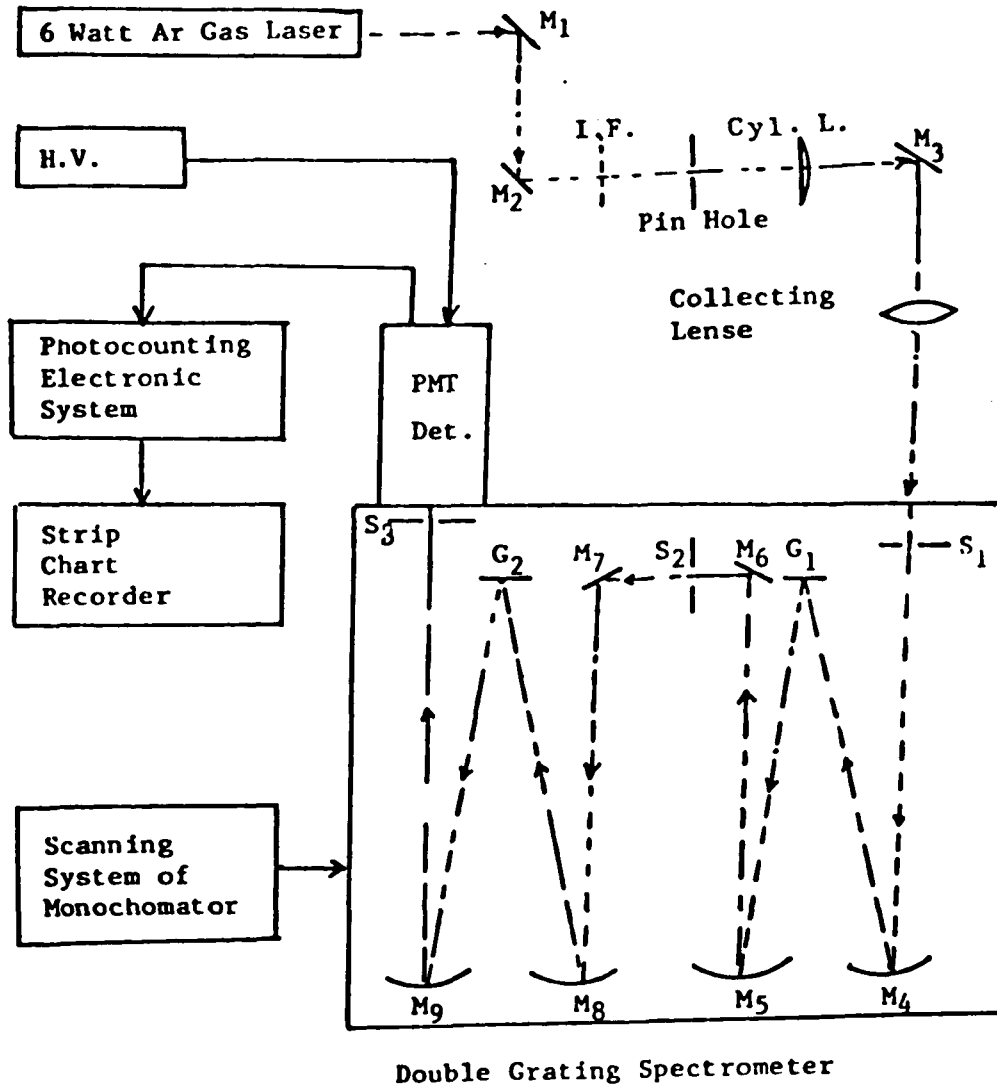 6 Watt Ar Gas Laser
M1
H.V.
I.F.
Cyl. L.
M3
M2
Pin Hole
Collecting
Lense
Photocounting
Electronic
System
PMT
Det.
Strip
Chart
Recorder
S3
G2
M7
S2
M6
G1
S1
Scanning
System of
Monochomator
M9
M8
M5
M4
Double Grating Spectrometer